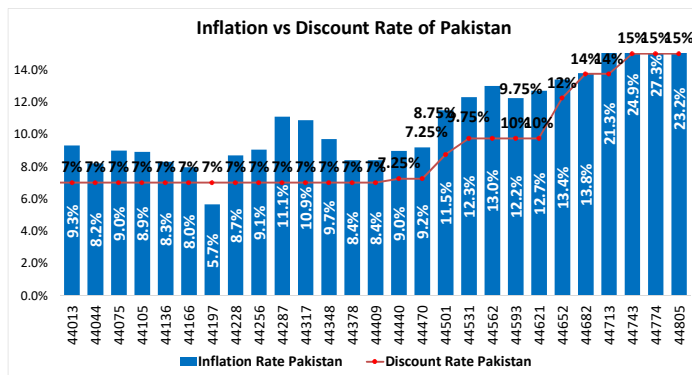 Inflation vs Discount Rate of Pakistan
14.0%
12.0%
10.0%
8.0%
6.0%
4.0%
2.0%
0.0%
7% 7% 7% 7% 7% 7% 7% 7% 7% 7% 7% 7% 7% 7% 7.25% 7.25% 8.75% 9.75% 10% 9.75% 10% 12% 14% 14% 15% 15% 15%
9.3% 8.2% 9.0% 8.9% 8.3% 8.0% 5.7% 8.7% 9.1% 11.1% 10.9% 9.7% 8.4% 8.4% 9.0% 9.2% 11.5% 12.3% 13.0% 12.2% 12.7% 13.4% 13.8% 21.3% 24.9% 27.3% 23.2%
44013 44044 44075 44105 44136 44166 44197 44228 44256 44287 44317 44348 44378 44409 44440 44470 44501 44531 44562 44593 44621 44652 44682 44713 44743 44774 44805
Inflation Rate Pakistan Discount Rate Pakistan